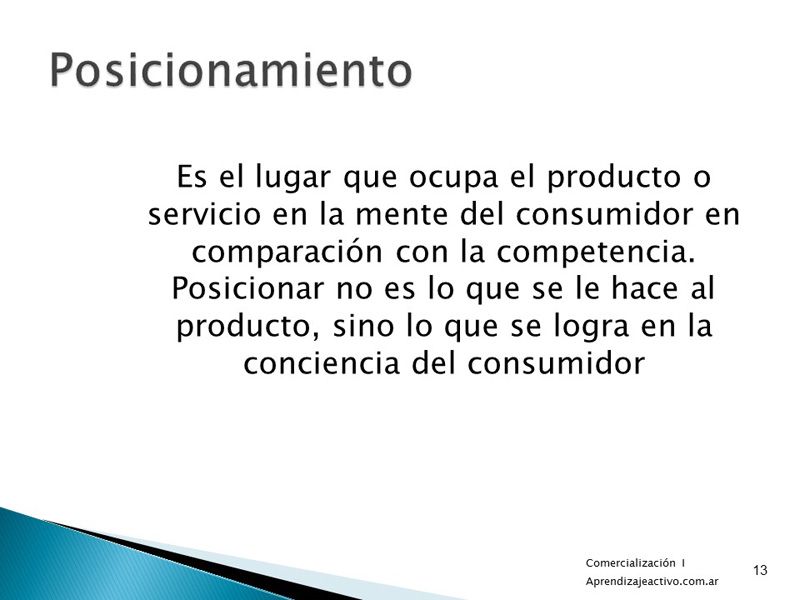 Posicionamiento
Es el lugar que ocupa el producto o
servicio en la mente del consumidor en
comparación con la competencia.
Posicionar no es lo que se le hace al
producto, sino lo que se logra en la
conciencia del consumidor
Comercialización I
Aprendizajeactivo.com.ar
13